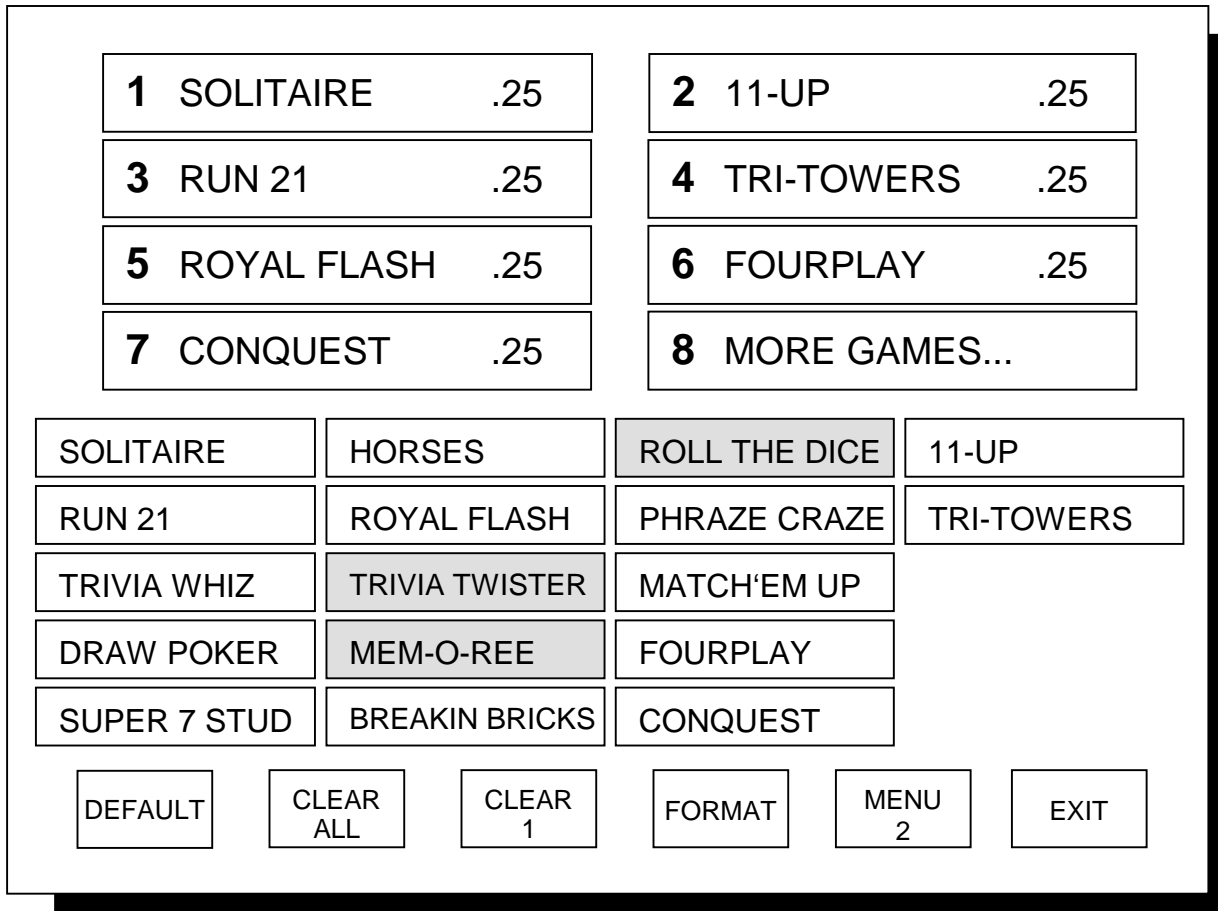 1 SOLITAIRE .25 2 11-UP .25
3 RUN 21 .25 4 TRI-TOWERS .25
5 ROYAL FLASH .25 6 FOURPLAY .25
7 CONQUEST .25 8 MORE GAMES...
SOLITAIRE HORSES ROLL THE DICE 11-UP
RUN 21 ROYAL FLASH PHRAZE CRAZE TRI-TOWERS
TRIVIA WHIZ TRIVIA TWISTER MATCH‘EM UP
DRAW POKER MEM-O-REE FOURPLAY
SUPER 7 STUD BREAKIN BRICKS CONQUEST
DEFAULT
CLEAR
ALL
CLEAR
1
FORMAT
MENU
2
EXIT